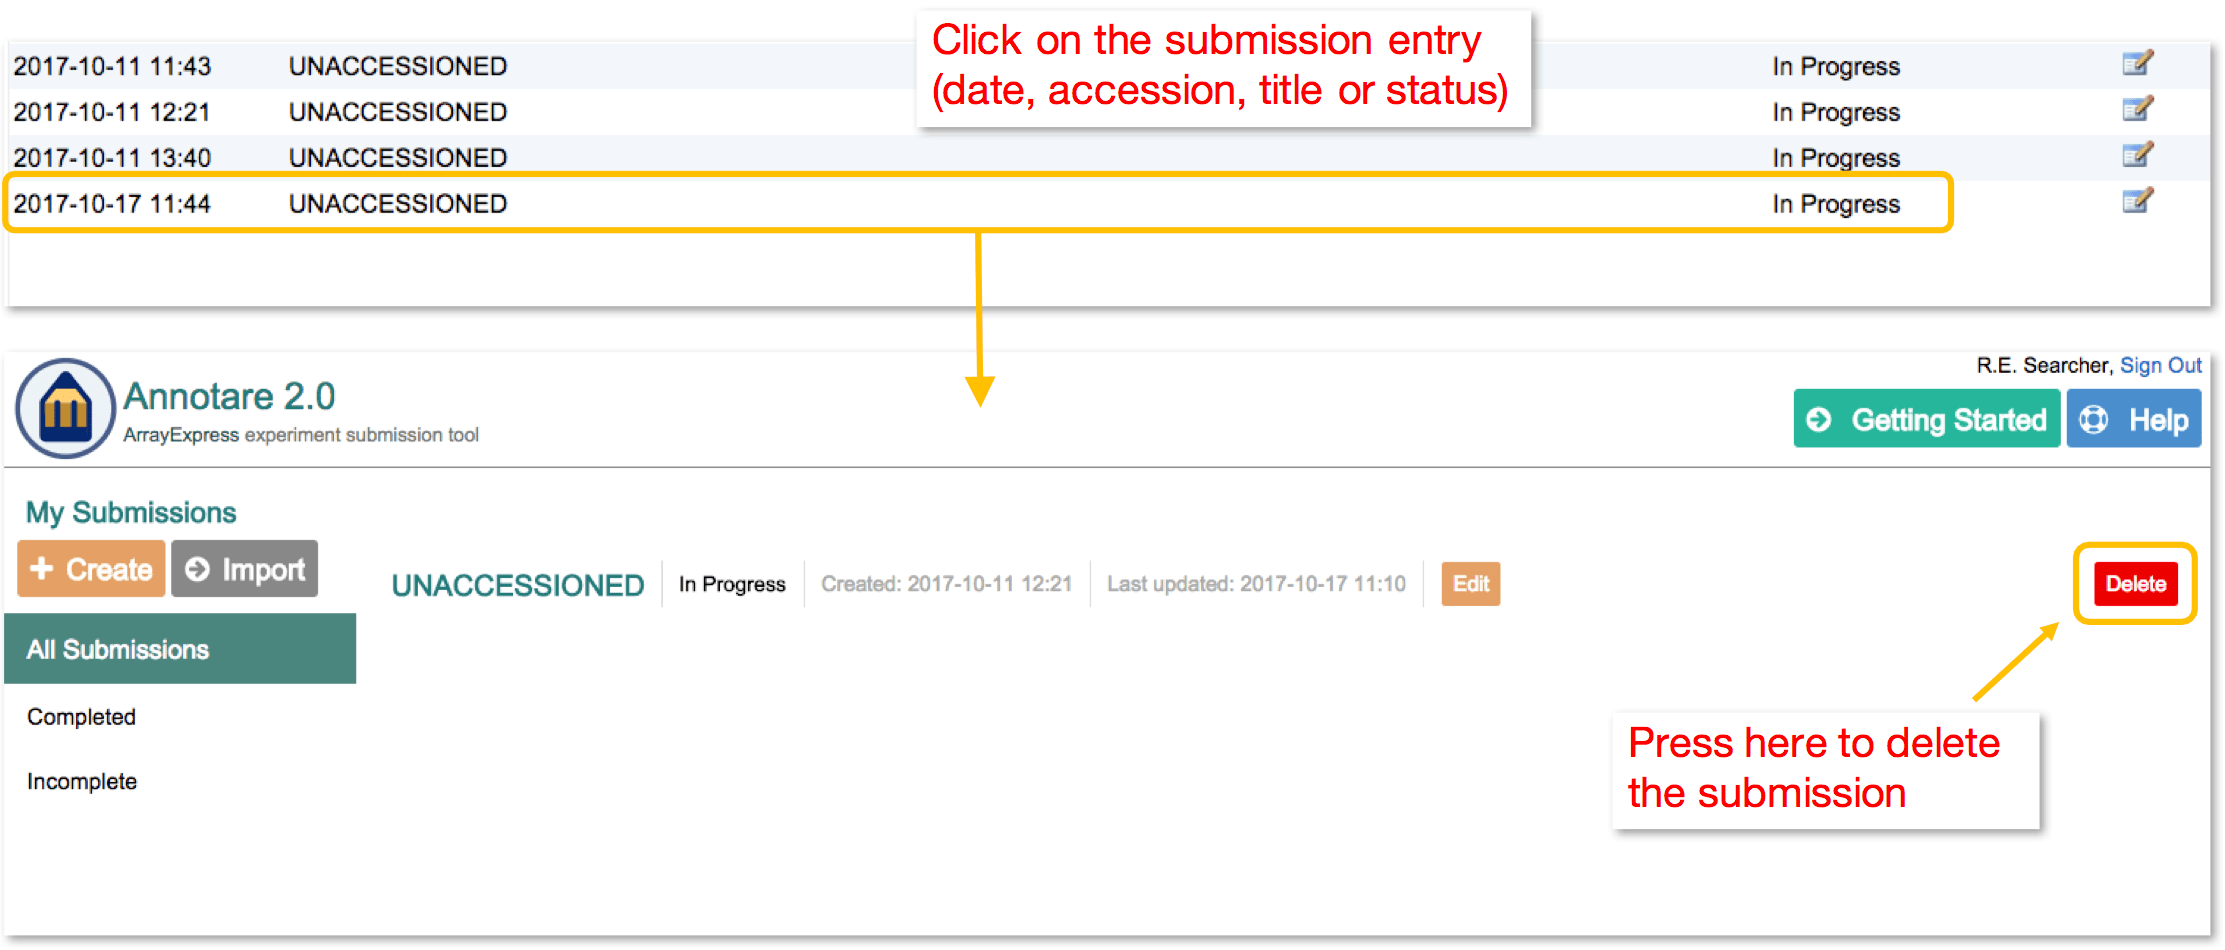 Click on the submission entry
(date, accession, title or status)
2017-10-11 11:43 UNACCESSIONED In Progress
2017-10-11 12:21 UNACCESSIONED In Progress
2017-10-11 13:40 UNACCESSIONED In Progress
2017-10-17 11:44 UNACCESSIONED In Progress
R.E. Searcher, Sign Out
Annotare 2.0
ArrayExpress experiment submission tool
Getting Started Help
My Submissions
Create Import
UNACCESSIONED In Progress Created: 2017-10-11 12:21 Last updated: 2017-10-17 11:10 Edit Delete
All Submissions
Completed
Incomplete
Press here to delete
the submission